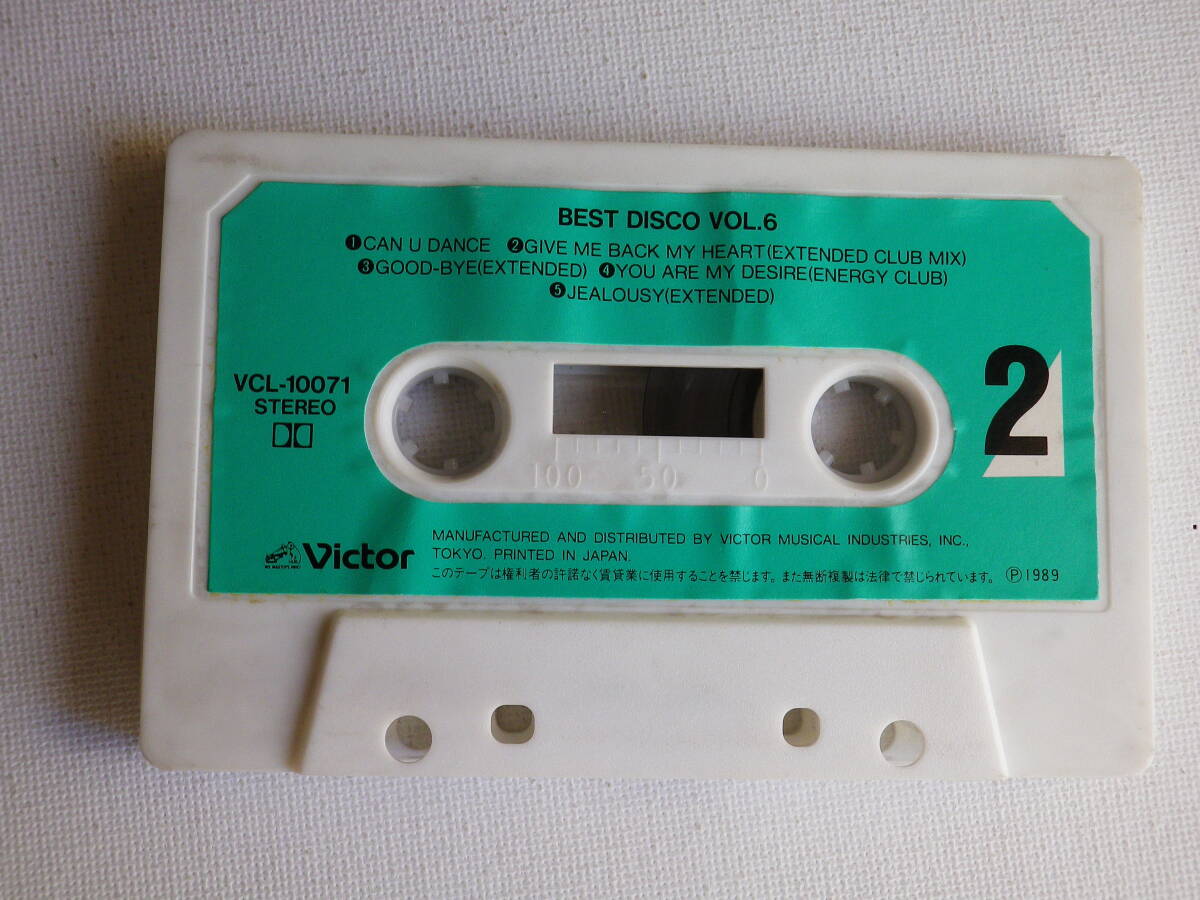 BEST DISCO VOL.6
❶CAN U DANCE ❷GIVE ME BACK MY HEART(EXTENDED CLUB MIX)
❸GOOD-BYE(EXTENDED) ❹YOU ARE MY DESIRE(ENERGY CLUB)
❺JEALOUSY(EXTENDED)
VCL-10071
STEREO
2
100 50 0
Victor
MANUFACTURED AND DISTRIBUTED BY VICTOR MUSICAL INDUSTRIES, INC.,
TOKYO. PRINTED IN JAPAN.
このテープは権利者の許諾なく賃貸業に使用することを禁じます。また無断複製は法律で禁じられています。 Ⓟ1989